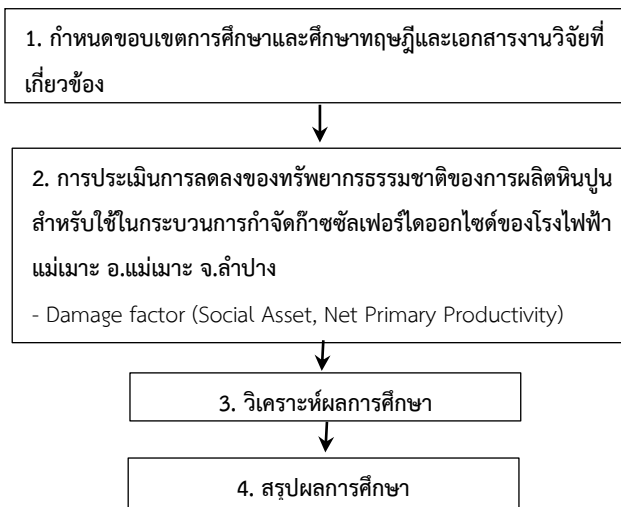 1. กำหนดขอบเขตการศึกษาและศึกษาทฤษฎีและเอกสารงานวิจัยที่
เกี่ยวข้อง
2. การประเมินการลดลงของทรัพยากรธรรมชาติของการผลิตหินปูน
สำหรับใช้ในกระบวนการกำจัดก๊าซซัลเฟอร์ไดออกไซด์ของโรงไฟฟ้า
แม่เมาะ อ.แม่เมาะ จ.ลำปาง
- Damage factor (Social Asset, Net Primary Productivity)
3. วิเคราะห์ผลการศึกษา
4. สรุปผลการศึกษา